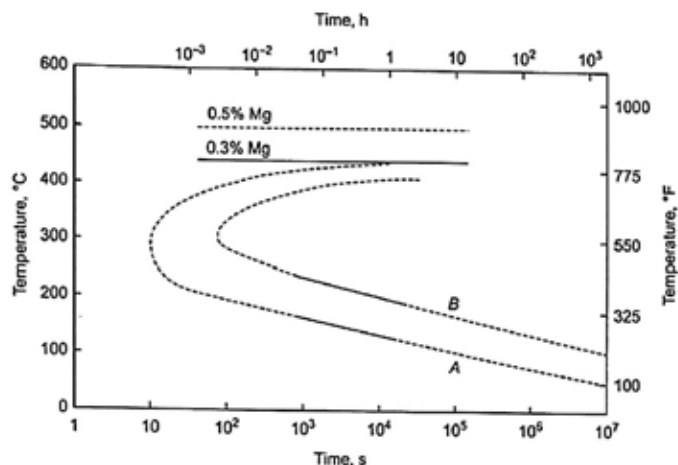 Time, h
10⁻³ 10⁻² 10⁻¹ 1 10 10² 10³
600
500
400
300
200
100
0
Temperature, °C
1000
775
550
325
100
Temperature, °F
0.5% Mg
0.3% Mg
B
A
1 10 10² 10³ 10⁴ 10⁵ 10⁶ 10⁷
Time, s